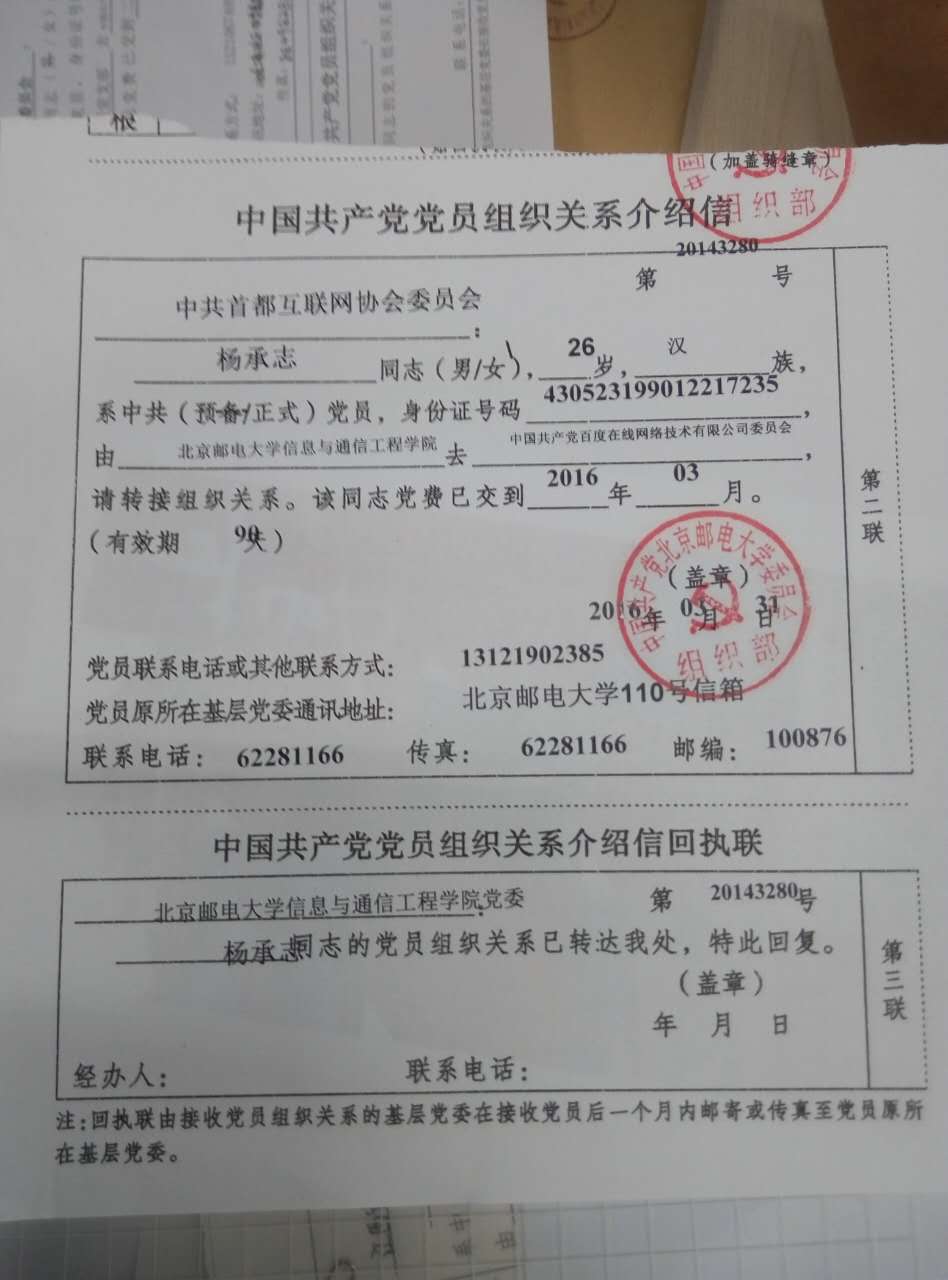 根
(加盖骑缝章)
组织部
中国共产党党员组织关系介绍信
20143280
第 号
中共首都互联网协会委员会:
杨承志 同志(男/女), 26岁, 汉 族,
系中共(预备/正式)党员,身份证号码 430523199012217235,
由 北京邮电大学信息与通信工程学院 去 中国共产党百度在线网络技术有限公司委员会,
请转接组织关系。该同志党费已交到 2016 年 03 月。
(有效期 90 天)
第二联
中国共产党北京邮电大学委员会
(盖章)
2016 年 03 月 31 日
组织部
党员联系电话或其他联系方式: 13121902385
党员原所在基层党委通讯地址: 北京邮电大学110号信箱
联系电话: 62281166 传真: 62281166 邮编: 100876
中国共产党党员组织关系介绍信回执联
北京邮电大学信息与通信工程学院党委: 第 20143280 号
杨承志 同志的党员组织关系已转达我处,特此回复。
(盖章)
年 月 日
第三联
经办人: 联系电话:
注:回执联由接收党员组织关系的基层党委在接收党员后一个月内邮寄或传真至党员原所
在基层党委。